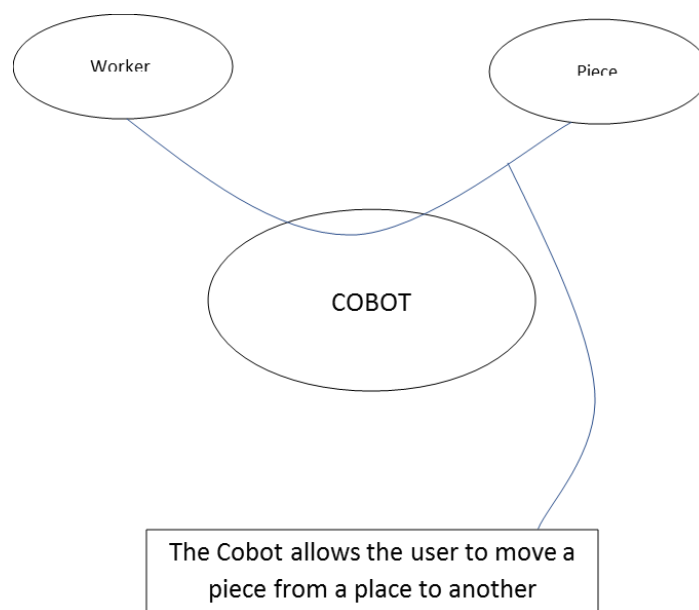 Worker
Piece
COBOT
The Cobot allows the user to move a
piece from a place to another